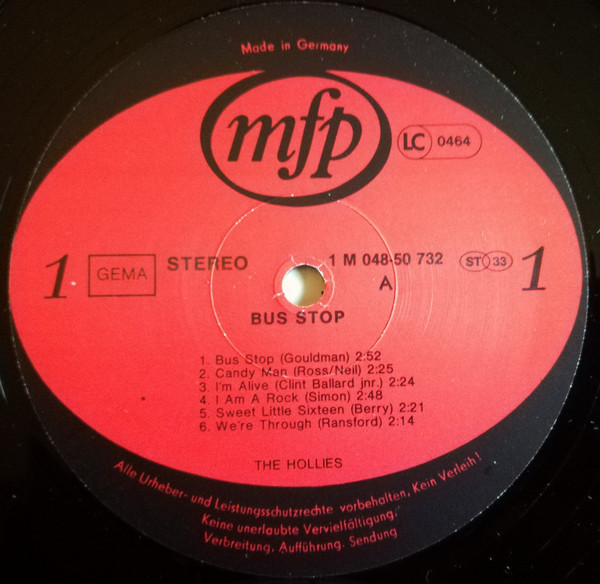 Made in Germany
mfp
LC 0464
1 GEMA STEREO 1 M 048-50 732 ST 33 1
A
BUS STOP
1. Bus Stop (Gouldman) 2:52
2. Candy Man (Ross/Neil) 2:25
3. I'm Alive (Clint Ballard jnr.) 2:24
4. I Am A Rock (Simon) 2:48
5. Sweet Little Sixteen (Berry) 2:21
6. We're Through (Ransford) 2:14
THE HOLLIES
Alle Urheber- und Leistungsschutzrechte vorbehalten, Kein Verleih!
Keine unerlaubte Vervielfältigung,
Verbreitung, Aufführung, Sendung